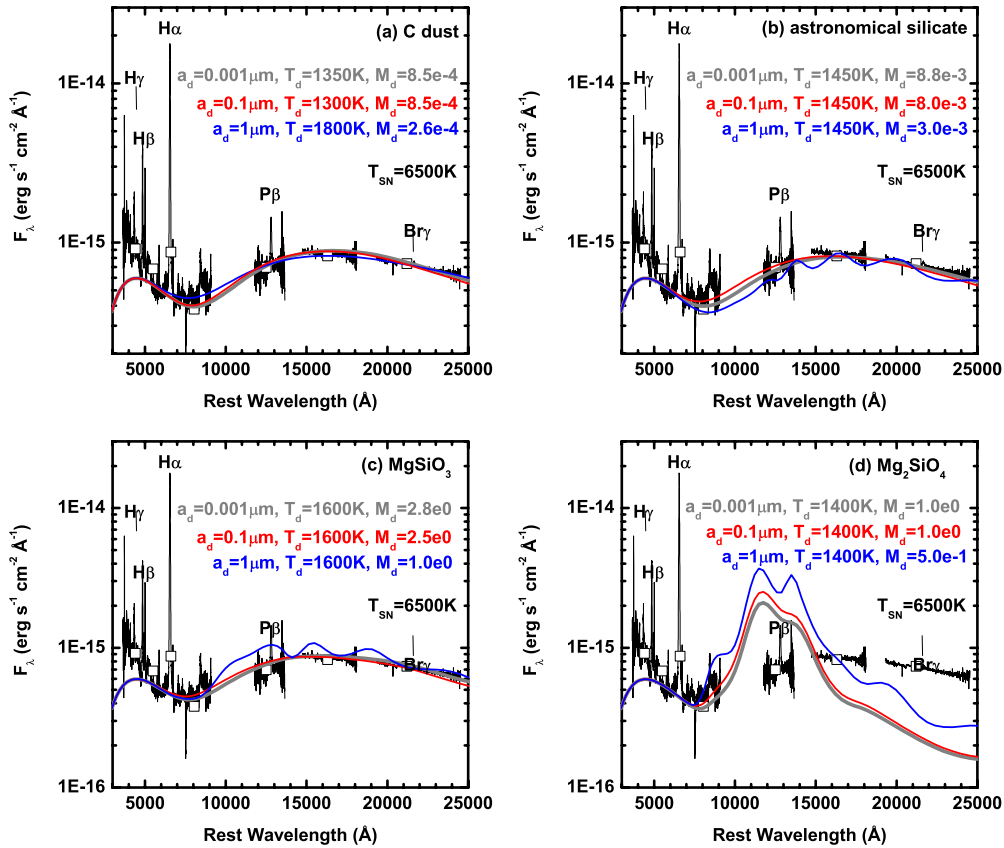 (a) C dust
Hα
Hγ
Hβ
a_d=0.001μm, T_d=1350K, M_d=8.5e-4
a_d=0.1μm, T_d=1300K, M_d=8.5e-4
a_d=1μm, T_d=1800K, M_d=2.6e-4
T_SN=6500K
Pβ
Brγ
1E-14
1E-15
F_λ (erg s⁻¹ cm⁻² Å⁻¹)
5000 10000 15000 20000 25000
Rest Wavelength (Å)
(b) astronomical silicate
Hα
Hγ
Hβ
a_d=0.001μm, T_d=1450K, M_d=8.8e-3
a_d=0.1μm, T_d=1450K, M_d=8.0e-3
a_d=1μm, T_d=1450K, M_d=3.0e-3
T_SN=6500K
Pβ
Brγ
1E-14
1E-15
F_λ (erg s⁻¹ cm⁻² Å⁻¹)
5000 10000 15000 20000 25000
Rest Wavelength (Å)
(c) MgSiO₃
Hα
Hγ
Hβ
a_d=0.001μm, T_d=1600K, M_d=2.8e0
a_d=0.1μm, T_d=1600K, M_d=2.5e0
a_d=1μm, T_d=1600K, M_d=1.0e0
T_SN=6500K
Pβ
Brγ
1E-14
1E-15
1E-16
F_λ (erg s⁻¹ cm⁻² Å⁻¹)
5000 10000 15000 20000 25000
Rest Wavelength (Å)
(d) Mg₂SiO₄
Hα
Hγ
Hβ
a_d=0.001μm, T_d=1400K, M_d=1.0e0
a_d=0.1μm, T_d=1400K, M_d=1.0e0
a_d=1μm, T_d=1400K, M_d=5.0e-1
T_SN=6500K
Pβ
Brγ
1E-14
1E-15
1E-16
F_λ (erg s⁻¹ cm⁻² Å⁻¹)
5000 10000 15000 20000 25000
Rest Wavelength (Å)